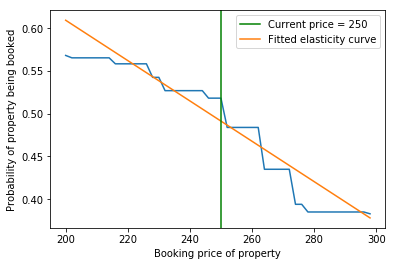 Current price = 250
Fitted elasticity curve
Probability of property being booked
0.60
0.55
0.50
0.45
0.40
200
220
240
260
280
300
Booking price of property